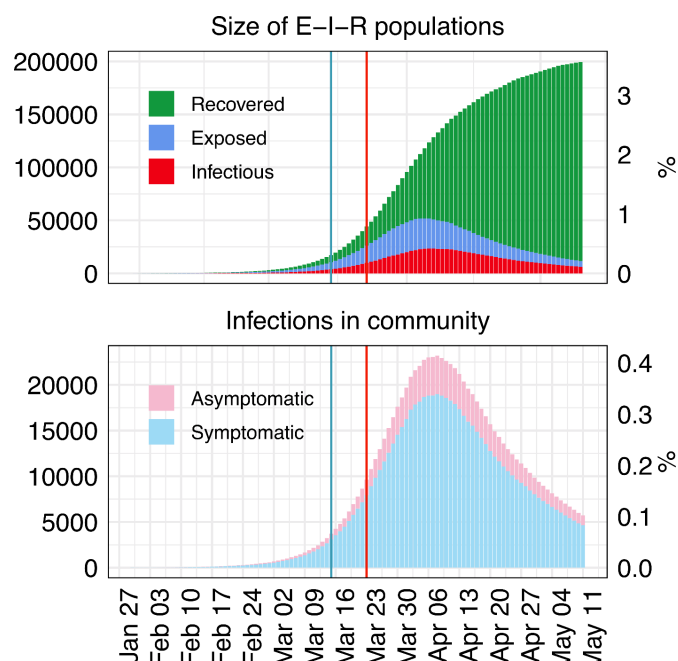 Size of E−I−R populations
200000
150000
100000
50000
0
3
2
1
0
%
Recovered
Exposed
Infectious
Infections in community
20000
15000
10000
5000
0
0.4
0.3
0.2
0.1
0.0
%
Asymptomatic
Symptomatic
Jan 27
Feb 03
Feb 10
Feb 17
Feb 24
Mar 02
Mar 09
Mar 16
Mar 23
Mar 30
Apr 06
Apr 13
Apr 20
Apr 27
May 04
May 11